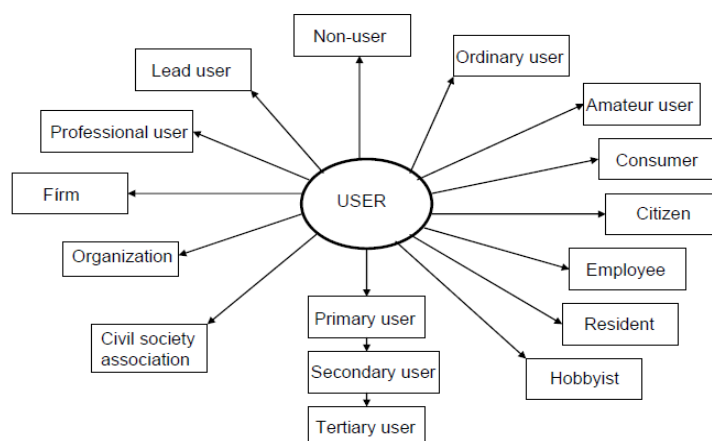 Non-user
Ordinary user
Lead user
Amateur user
Professional user
Consumer
Fírm
USER
Citizen
Organization
Employee
Primary user
Resident
Civil society
association
Secondary user
Hobbyist
Tertiary user